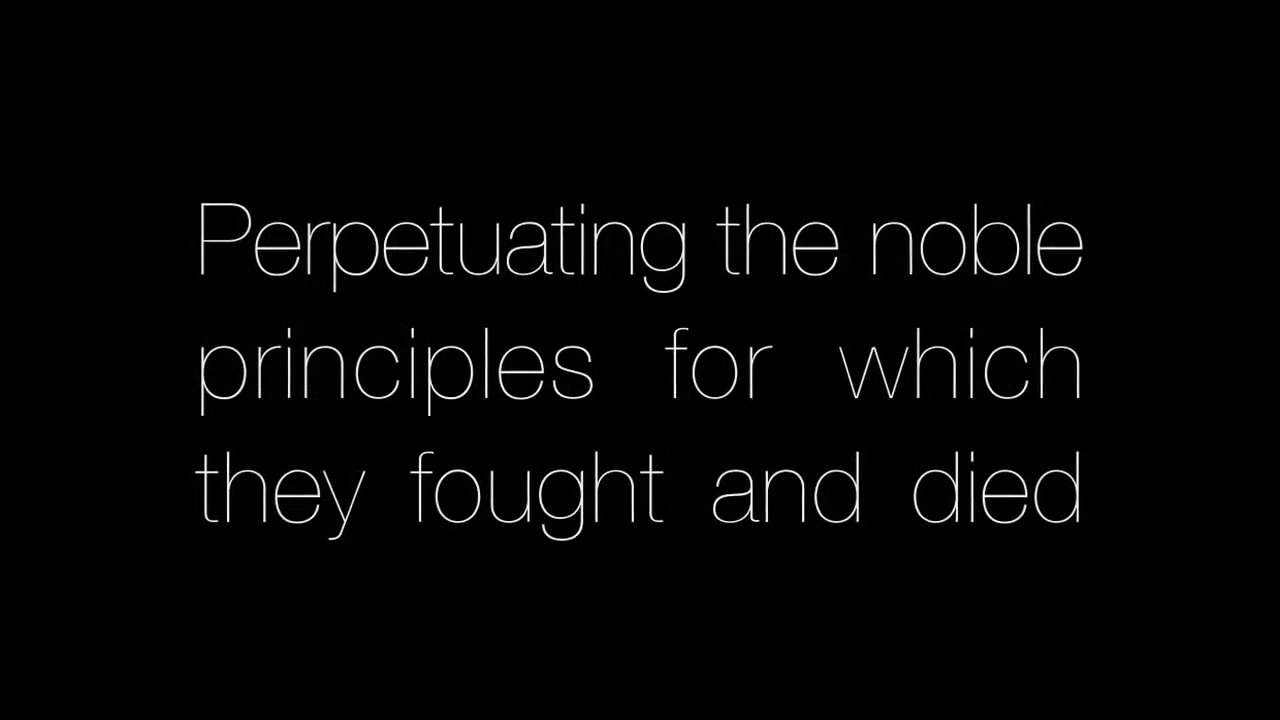 Perpetuating the noble
principles for which
they fought and died